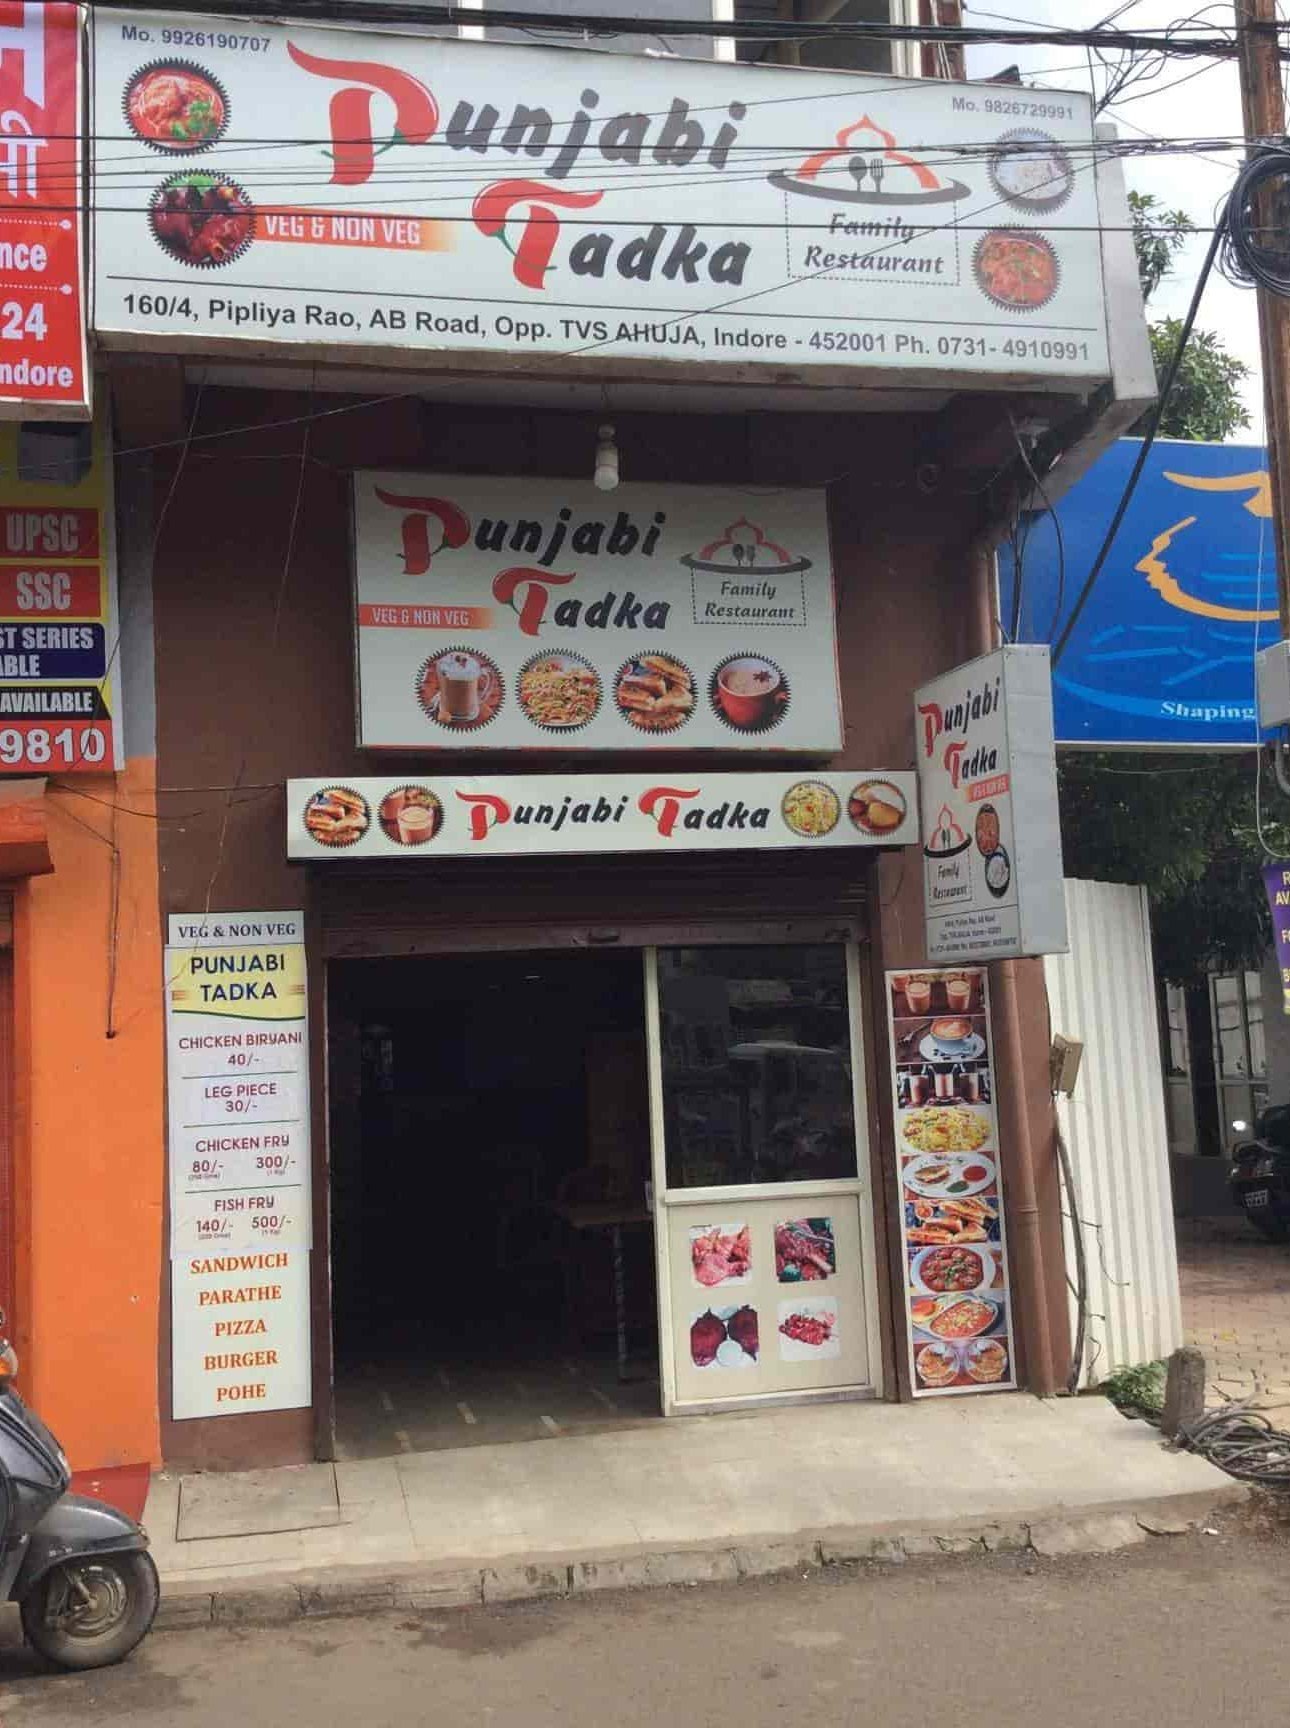 Mo. 9926190707
Punjabi
Mo. 9826729991
VEG & NON VEG
Tadka
Family
Restaurant
160/4, Pipliya Rao, AB Road, Opp. TVS AHUJA, Indore - 452001 Ph. 0731- 4910991
nce
24
ndore
UPSC
SSC
ST SERIES
ABLE
AVAILABLE
9810
Punjabi
VEG & NON VEG
Tadka
Family
Restaurant
Punjabi Tadka
Punjabi
Tadka
Family
Restaurant
Shaping
VEG & NON VEG
PUNJABI
TADKA
CHICKEN BIRYANI
40/-
LEG PIECE
30/-
CHICKEN FRY
80/- 300/-
FISH FRY
140/- 500/-
SANDWICH
PARATHE
PIZZA
BURGER
POHE